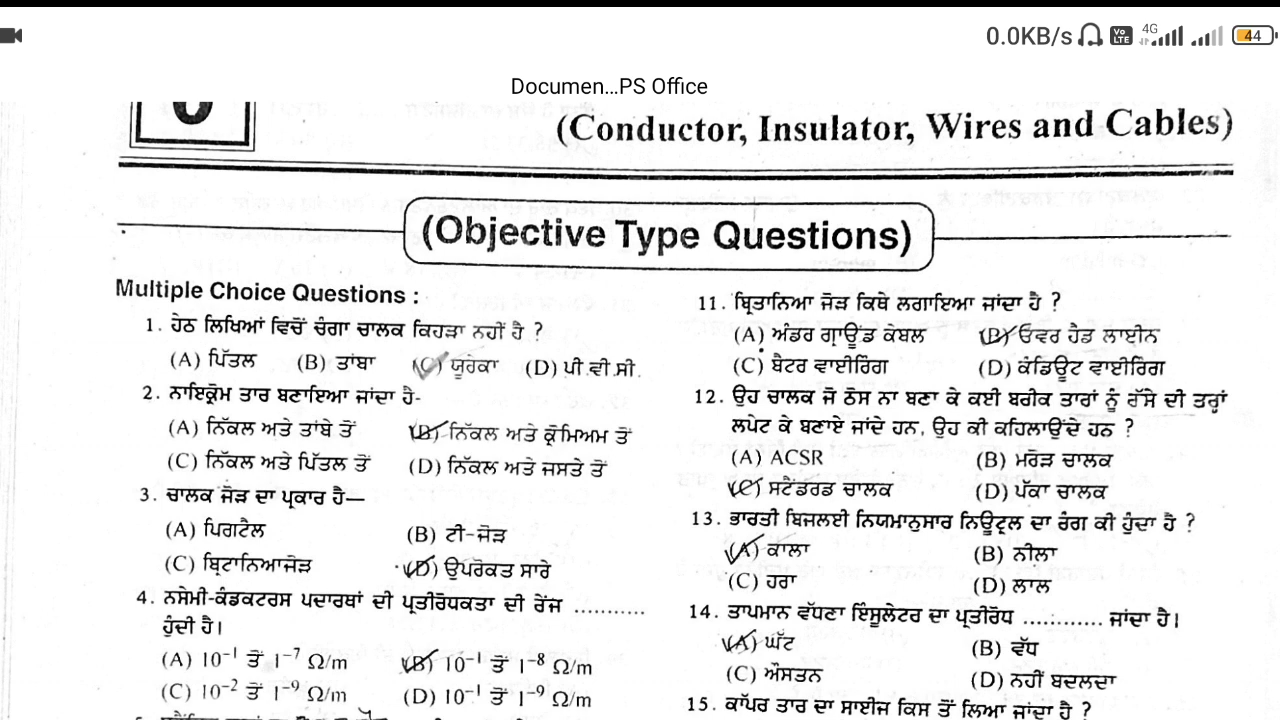 0.0KB/s Vo LTE 4G 44
Documen...PS Office
(Conductor, Insulator, Wires and Cables)
(Objective Type Questions)
Multiple Choice Questions :
1. ਹੇਠ ਲਿਖਿਆਂ ਵਿਚੋਂ ਚੰਗਾ ਚਾਲਕ ਕਿਹੜਾ ਨਹੀਂ ਹੈ ?
(A) ਪਿੱਤਲ (B) ਤਾਂਬਾ (C) ਯੂਹੇਕਾ (D) ਪੀ.ਵੀ.ਸੀ.
2. ਨਾਇਕ੍ਰੋਮ ਤਾਰ ਬਣਾਇਆ ਜਾਂਦਾ ਹੈ-
(A) ਨਿੱਕਲ ਅਤੇ ਤਾਂਬੇ ਤੋਂ (B) ਨਿੱਕਲ ਅਤੇ ਕ੍ਰੋਮਿਅਮ ਤੋਂ
(C) ਨਿੱਕਲ ਅਤੇ ਪਿੱਤਲ ਤੋਂ (D) ਨਿੱਕਲ ਅਤੇ ਜਸਤੇ ਤੋਂ
3. ਚਾਲਕ ਜੋੜ ਦਾ ਪ੍ਰਕਾਰ ਹੈ—
(A) ਪਿਗਟੈਲ (B) ਟੀ-ਜੋੜ
(C) ਬ੍ਰਿਟਾਨਿਆਜੋੜ (D) ਉਪਰੋਕਤ ਸਾਰੇ
4. ਨਸੇਮੀ-ਕੰਡਕਟਰਸ ਪਦਾਰਥਾਂ ਦੀ ਪ੍ਰਤੀਰੋਧਕਤਾ ਦੀ ਰੇਂਜ ...........
ਹੁੰਦੀ ਹੈ।
(A) 10⁻¹ ਤੋਂ 1⁻⁷ Ω/m (B) 10⁻¹ ਤੋਂ 1⁻⁸ Ω/m
(C) 10⁻² ਤੋਂ 1⁻⁹ Ω/m (D) 10⁻¹ ਤੋਂ 1⁻⁹ Ω/m
11. ਬ੍ਰਿਤਾਨਿਆ ਜੋੜ ਕਿਥੇ ਲਗਾਇਆ ਜਾਂਦਾ ਹੈ ?
(A) ਅੰਡਰ ਗ੍ਰਾਊਂਡ ਕੇਬਲ (B) ਓਵਰ ਹੈਡ ਲਾਈਨ
(C) ਬੈਟਰ ਵਾਈਰਿੰਗ (D) ਕੰਡਿਊਟ ਵਾਈਰਿੰਗ
12. ਉਹ ਚਾਲਕ ਜੋ ਠੋਸ ਨਾ ਬਣਾ ਕੇ ਕਈ ਬਰੀਕ ਤਾਰਾਂ ਨੂੰ ਰੱਸੇ ਦੀ ਤਰ੍ਹਾਂ
ਲਪੇਟ ਕੇ ਬਣਾਏ ਜਾਂਦੇ ਹਨ, ਉਹ ਕੀ ਕਹਿਲਾਉਂਦੇ ਹਨ ?
(A) ACSR (B) ਮਰੋੜ ਚਾਲਕ
(C) ਸਟੈਂਡਰਡ ਚਾਲਕ (D) ਪੱਕਾ ਚਾਲਕ
13. ਭਾਰਤੀ ਬਿਜਲਈ ਨਿਯਮਾਨੁਸਾਰ ਨਿਊਟ੍ਰਲ ਦਾ ਰੰਗ ਕੀ ਹੁੰਦਾ ਹੈ ?
(A) ਕਾਲਾ (B) ਨੀਲਾ
(C) ਹਰਾ (D) ਲਾਲ
14. ਤਾਪਮਾਨ ਵੱਧਣਾ ਇੰਸੂਲੇਟਰ ਦਾ ਪ੍ਰਤੀਰੋਧ ............ ਜਾਂਦਾ ਹੈ।
(A) ਘੱਟ (B) ਵੱਧ
(C) ਔਸਤਨ (D) ਨਹੀਂ ਬਦਲਦਾ
15. ਕਾੱਪਰ ਤਾਰ ਦਾ ਸਾਈਜ ਕਿਸ ਤੋਂ ਲਿਆ ਜਾਂਦਾ ਹੈ ?